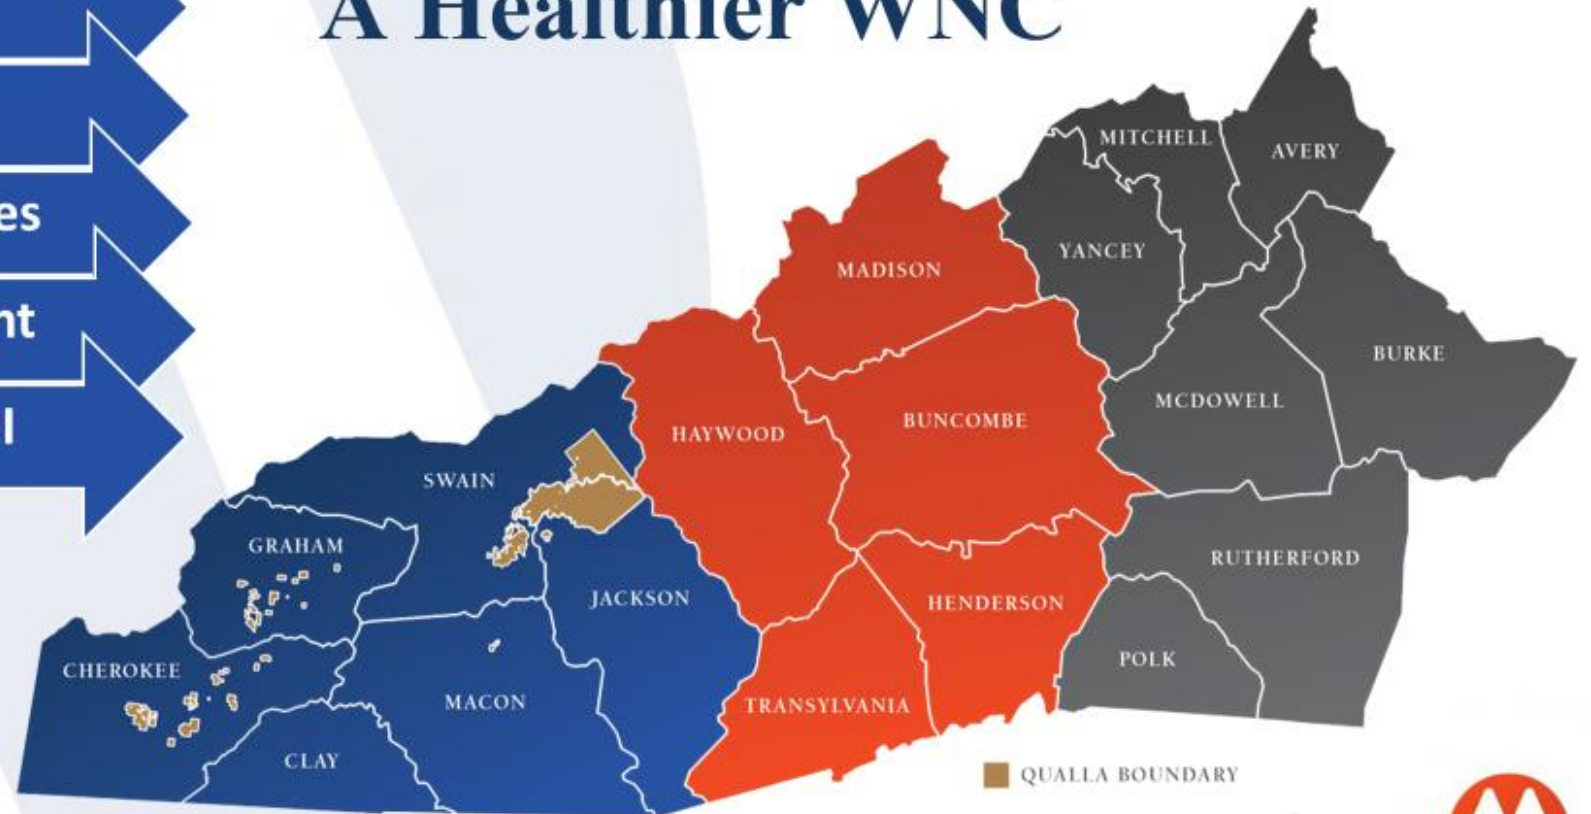 A Healthier WNC
es
nt
l
MITCHELL
AVERY
YANCEY
MADISON
BURKE
MCDOWELL
BUNCOMBE
HAYWOOD
SWAIN
GRAHAM
RUTHERFORD
JACKSON
HENDERSON
CHEROKEE
POLK
MACON
TRANSYLVANIA
CLAY
QUALLA BOUNDARY